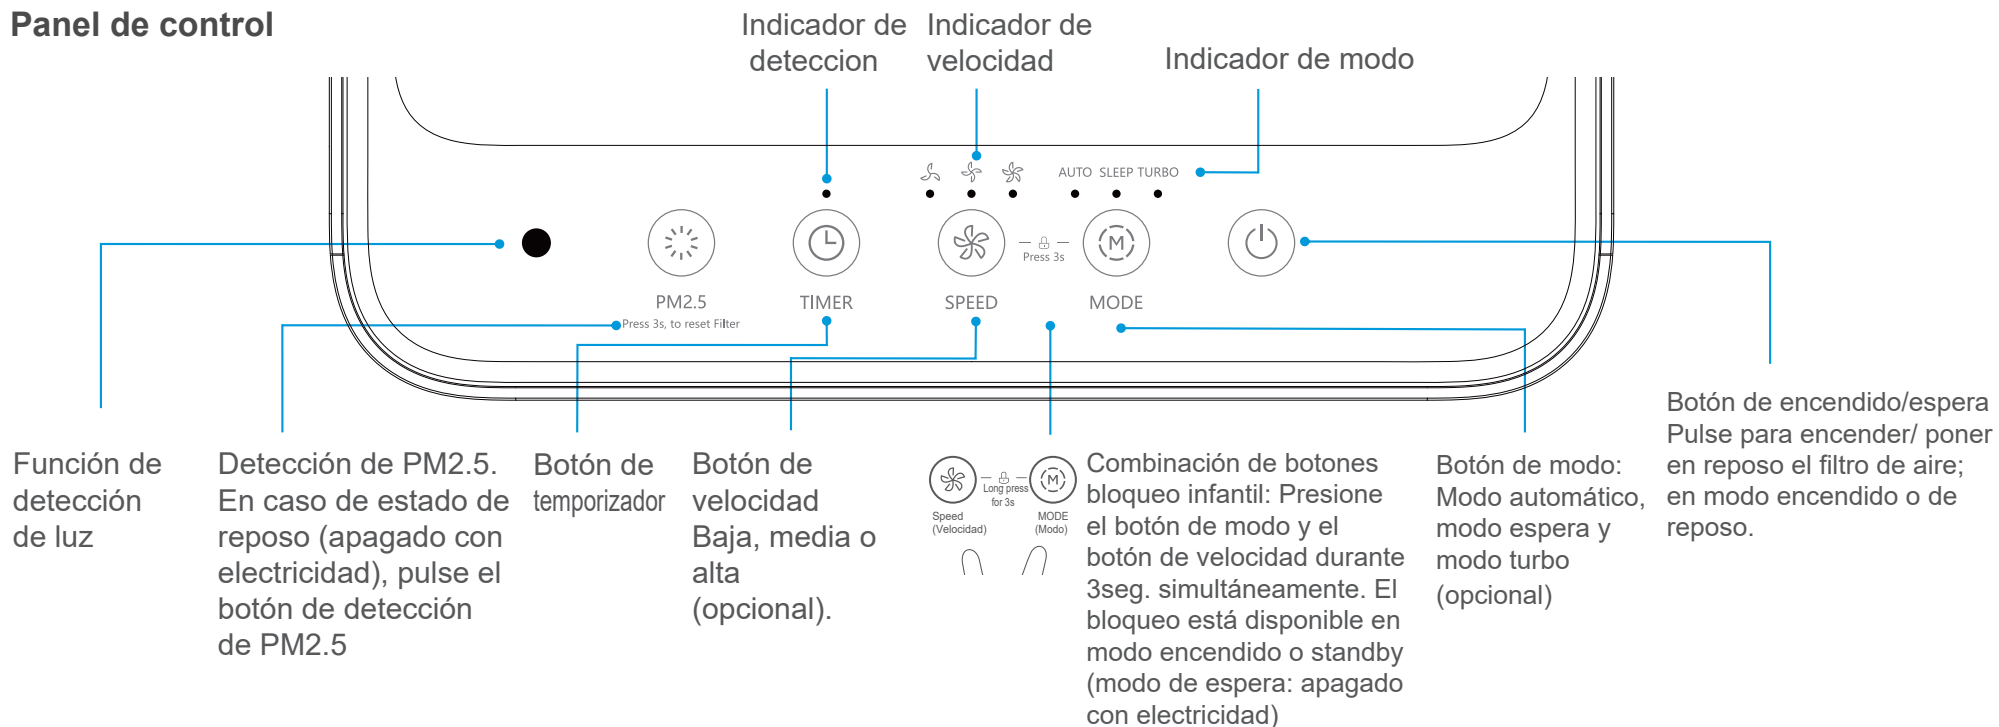 Panel de control
Indicador de
deteccion
Indicador de
velocidad
Indicador de modo
AUTO SLEEP TURBO
Press 3s
M
PM2.5
Press 3s, to reset Filter
TIMER
SPEED
MODE
Función de
detección
de luz
Detección de PM2.5.
En caso de estado de
reposo (apagado con
electricidad), pulse el
botón de detección
de PM2.5
Botón de
temporizador
Botón de
velocidad
Baja, media o
alta
(opcional).
Long press
for 3s
M
Speed
(Velocidad)
MODE
(Modo)
Combinación de botones
bloqueo infantil: Presione
el botón de modo y el
botón de velocidad durante
3seg. simultáneamente. El
bloqueo está disponible en
modo encendido o standby
(modo de espera: apagado
con electricidad)
Botón de modo:
Modo automático,
modo espera y
modo turbo
(opcional)
Botón de encendido/espera
Pulse para encender/ poner
en reposo el filtro de aire;
en modo encendido o de
reposo.